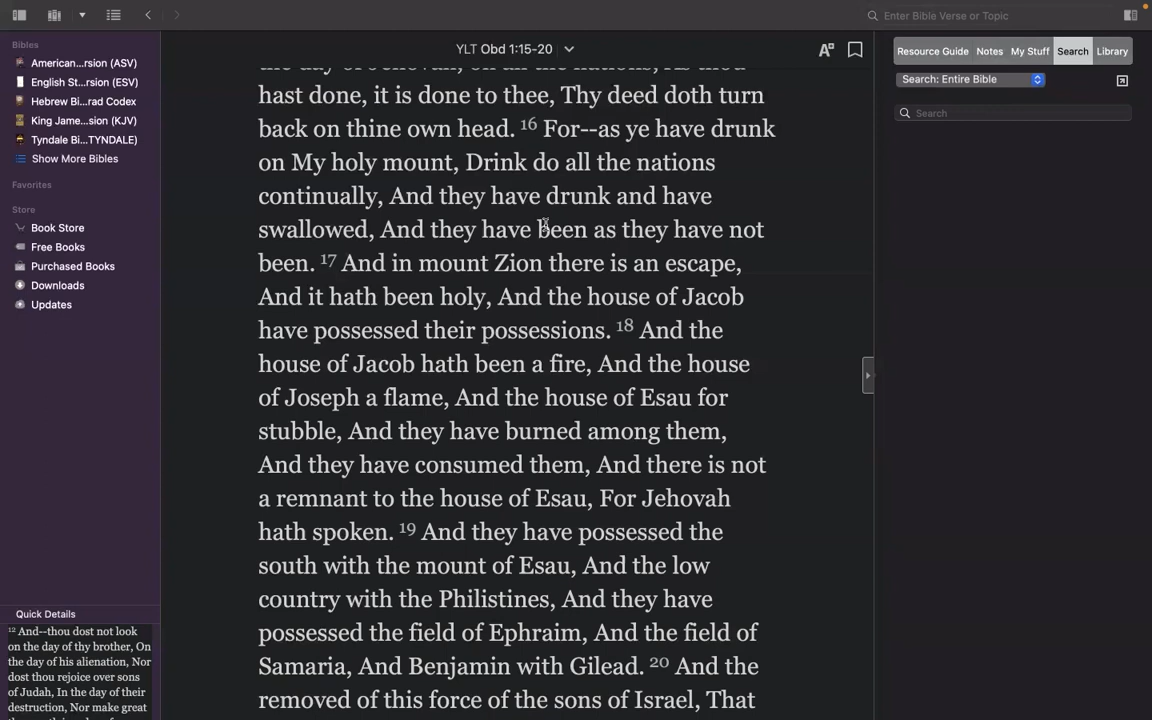 YLT Obd 1:15-20
Enter Bible Verse or Topic
Bibles
American...rsion (ASV)
English St...rsion (ESV)
Hebrew Bi...rad Codex
King Jame...rsion (KJV)
Tyndale Bi...TYNDALE)
Show More Bibles
Favorites
Store
Book Store
Free Books
Purchased Books
Downloads
Updates
Quick Details
12 And--thou dost not look
on the day of thy brother, On
the day of his alienation, Nor
dost thou rejoice over sons
of Judah, In the day of their
destruction, Nor make great
the day of Jehovah, On all the nations, As thou
hast done, it is done to thee, Thy deed doth turn
back on thine own head. 16 For--as ye have drunk
on My holy mount, Drink do all the nations
continually, And they have drunk and have
swallowed, And they have been as they have not
been. 17 And in mount Zion there is an escape,
And it hath been holy, And the house of Jacob
have possessed their possessions. 18 And the
house of Jacob hath been a fire, And the house
of Joseph a flame, And the house of Esau for
stubble, And they have burned among them,
And they have consumed them, And there is not
a remnant to the house of Esau, For Jehovah
hath spoken. 19 And they have possessed the
south with the mount of Esau, And the low
country with the Philistines, And they have
possessed the field of Ephraim, And the field of
Samaria, And Benjamin with Gilead. 20 And the
removed of this force of the sons of Israel, That
Resource Guide
Notes
My Stuff
Search
Library
Search: Entire Bible
Search